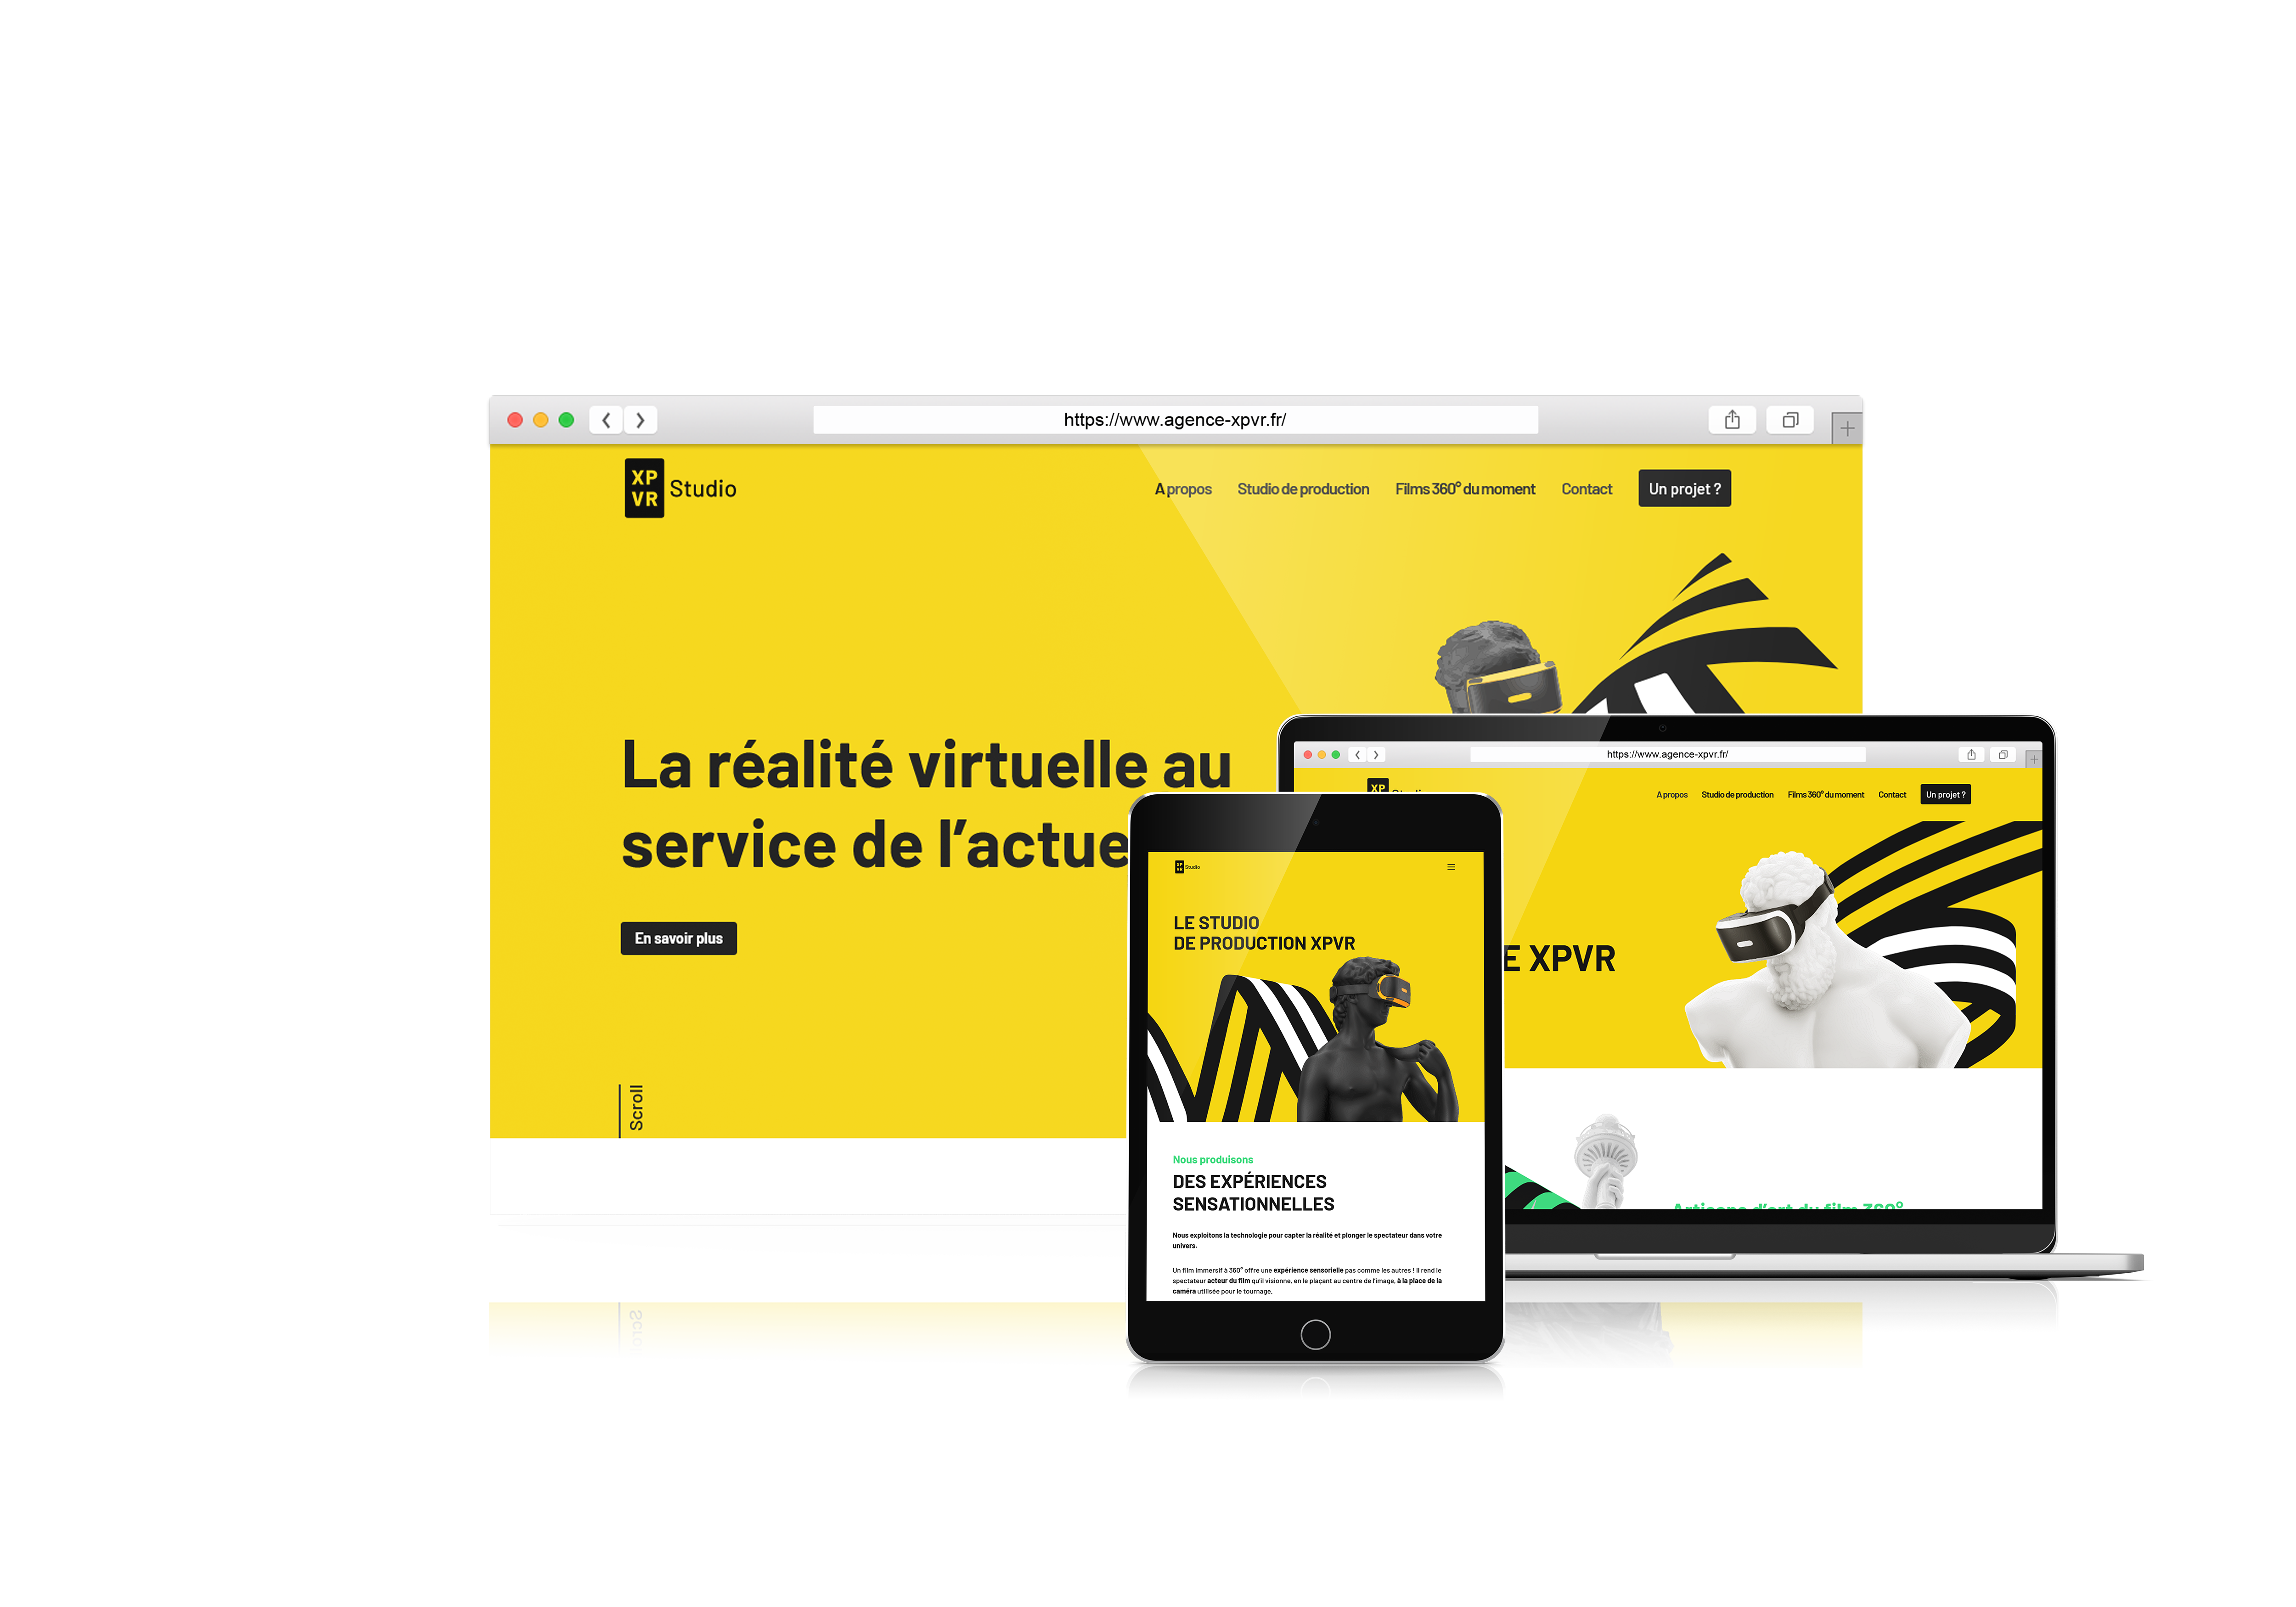 https://www.agence-xpvr.fr/
XP
VR
Studio
A propos Studio de production Films 360° du moment Contact Un projet ?
La réalité virtuelle au
service de l'actue
En savoir plus
Scroll
https://www.agence-xpvr.fr/
XP
A propos Studio de production Films 360° du moment Contact Un projet ?
E XPVR
Artisans d'art du film 360°
XP
VR
Studio
LE STUDIO
DE PRODUCTION XPVR
Nous produisons
DES EXPÉRIENCES
SENSATIONNELLES
Nous exploitons la technologie pour capter la réalité et plonger le spectateur dans votre
univers.
Un film immersif à 360° offre une expérience sensorielle pas comme les autres ! Il rend le
spectateur acteur du film qu'il visionne, en le plaçant au centre de l'image, à la place de la
caméra utilisée pour le tournage.